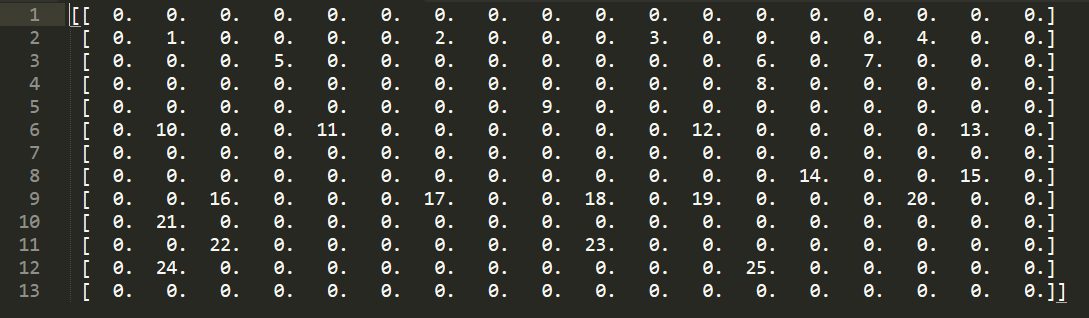 1 [[ 0. 0. 0. 0. 0. 0. 0. 0. 0. 0. 0. 0. 0. 0. 0. 0. 0. 0.]
2 [ 0. 1. 0. 0. 0. 0. 2. 0. 0. 0. 3. 0. 0. 0. 0. 4. 0. 0.]
3 [ 0. 0. 0. 5. 0. 0. 0. 0. 0. 0. 0. 0. 6. 0. 7. 0. 0. 0.]
4 [ 0. 0. 0. 0. 0. 0. 0. 0. 0. 0. 0. 0. 8. 0. 0. 0. 0. 0.]
5 [ 0. 0. 0. 0. 0. 0. 0. 0. 9. 0. 0. 0. 0. 0. 0. 0. 0. 0.]
6 [ 0. 10. 0. 0. 11. 0. 0. 0. 0. 0. 0. 12. 0. 0. 0. 0. 13. 0.]
7 [ 0. 0. 0. 0. 0. 0. 0. 0. 0. 0. 0. 0. 0. 0. 0. 0. 0. 0.]
8 [ 0. 0. 0. 0. 0. 0. 0. 0. 0. 0. 0. 0. 0. 14. 0. 0. 15. 0.]
9 [ 0. 0. 16. 0. 0. 0. 17. 0. 0. 18. 0. 19. 0. 0. 0. 20. 0. 0.]
10 [ 0. 21. 0. 0. 0. 0. 0. 0. 0. 0. 0. 0. 0. 0. 0. 0. 0. 0.]
11 [ 0. 0. 22. 0. 0. 0. 0. 0. 0. 23. 0. 0. 0. 0. 0. 0. 0. 0.]
12 [ 0. 24. 0. 0. 0. 0. 0. 0. 0. 0. 0. 0. 25. 0. 0. 0. 0. 0.]
13 [ 0. 0. 0. 0. 0. 0. 0. 0. 0. 0. 0. 0. 0. 0. 0. 0. 0. 0.]]